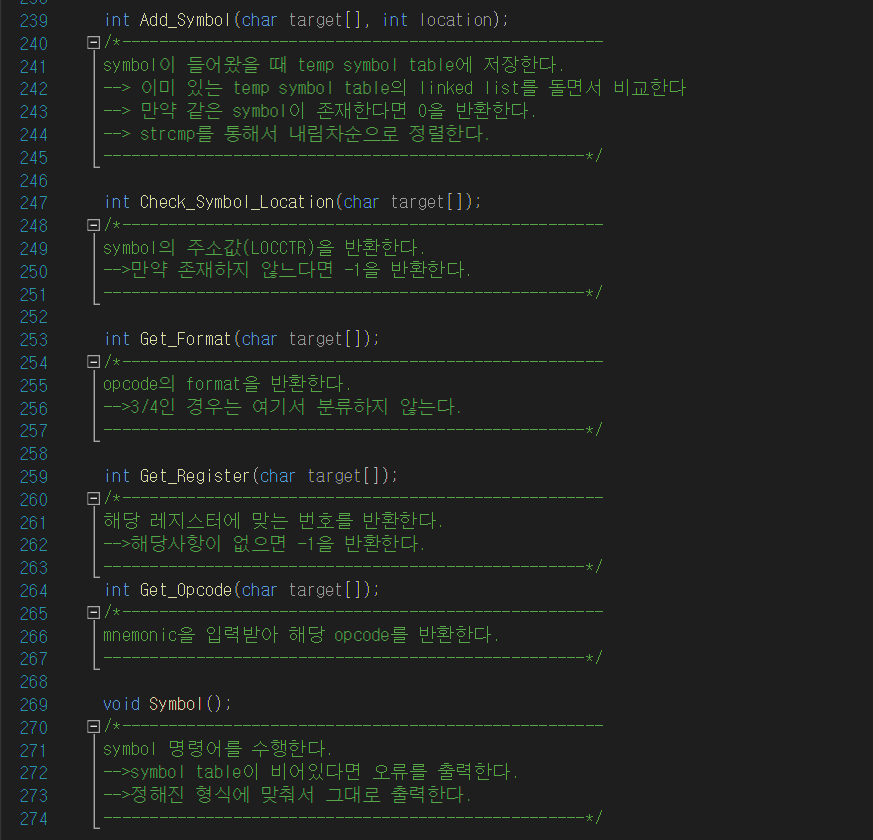 239 int Add_Symbol(char target[], int location);
240 /*----------------------------------------------------
241 symbol이 들어왔을 때 temp symbol table에 저장한다.
242 --> 이미 있는 temp symbol table의 linked list를 돌면서 비교한다
243 --> 만약 같은 symbol이 존재한다면 0을 반환한다.
244 --> strcmp를 통해서 내림차순으로 정렬한다.
245 ----------------------------------------------------*/
246
247 int Check_Symbol_Location(char target[]);
248 /*----------------------------------------------------
249 symbol의 주소값(LOCCTR)을 반환한다.
250 -->만약 존재하지 않느다면 -1을 반환한다.
251 ----------------------------------------------------*/
252
253 int Get_Format(char target[]);
254 /*----------------------------------------------------
255 opcode의 format을 반환한다.
256 -->3/4인 경우는 여기서 분류하지 않는다.
257 ----------------------------------------------------*/
258
259 int Get_Register(char target[]);
260 /*----------------------------------------------------
261 해당 레지스터에 맞는 번호를 반환한다.
262 -->해당사항이 없으면 -1을 반환한다.
263 ----------------------------------------------------*/
264 int Get_Opcode(char target[]);
265 /*----------------------------------------------------
266 mnemonic을 입력받아 해당 opcode를 반환한다.
267 ----------------------------------------------------*/
268
269 void Symbol();
270 /*----------------------------------------------------
271 symbol 명령어를 수행한다.
272 -->symbol table이 비어있다면 오류를 출력한다.
273 -->정해진 형식에 맞춰서 그대로 출력한다.
274 ----------------------------------------------------*/